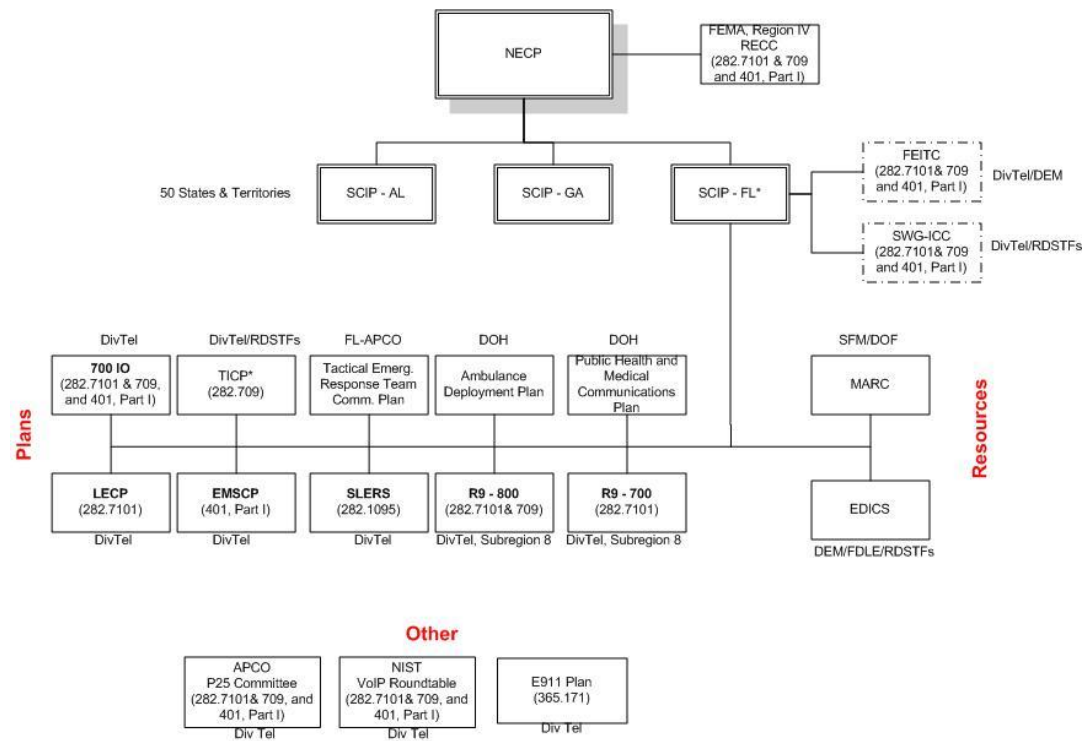 NECP
FEMA, Region IV
RECC
(282.7101 & 709
and 401, Part I)
50 States & Territories
SCIP - AL
SCIP - GA
SCIP - FL*
FEITC
(282.7101& 709
and 401, Part I)
DivTel/DEM
SWG-ICC
(282.7101& 709
and 401, Part I)
DivTel/RDSTFs
Plans
DivTel
700 IO
(282.7101 & 709,
and 401, Part I)
DivTel/RDSTFs
TICP*
(282.709)
FL-APCO
Tactical Emerg.
Response Team
Comm. Plan
DOH
Ambulance
Deployment Plan
DOH
Public Health and
Medical
Communications
Plan
SFM/DOF
MARC
Resources
LECP
(282.7101)
DivTel
EMSCP
(401, Part I)
DivTel
SLERS
(282.1095)
DivTel
R9 - 800
(282.7101& 709)
DivTel, Subregion 8
R9 - 700
(282.7101)
DivTel, Subregion 8
EDICS
DEM/FDLE/RDSTFs
Other
APCO
P25 Committee
(282.7101& 709, and
401, Part I)
Div Tel
NIST
VoIP Roundtable
(282.7101& 709, and
401, Part I)
Div Tel
E911 Plan
(365.171)
Div Tel